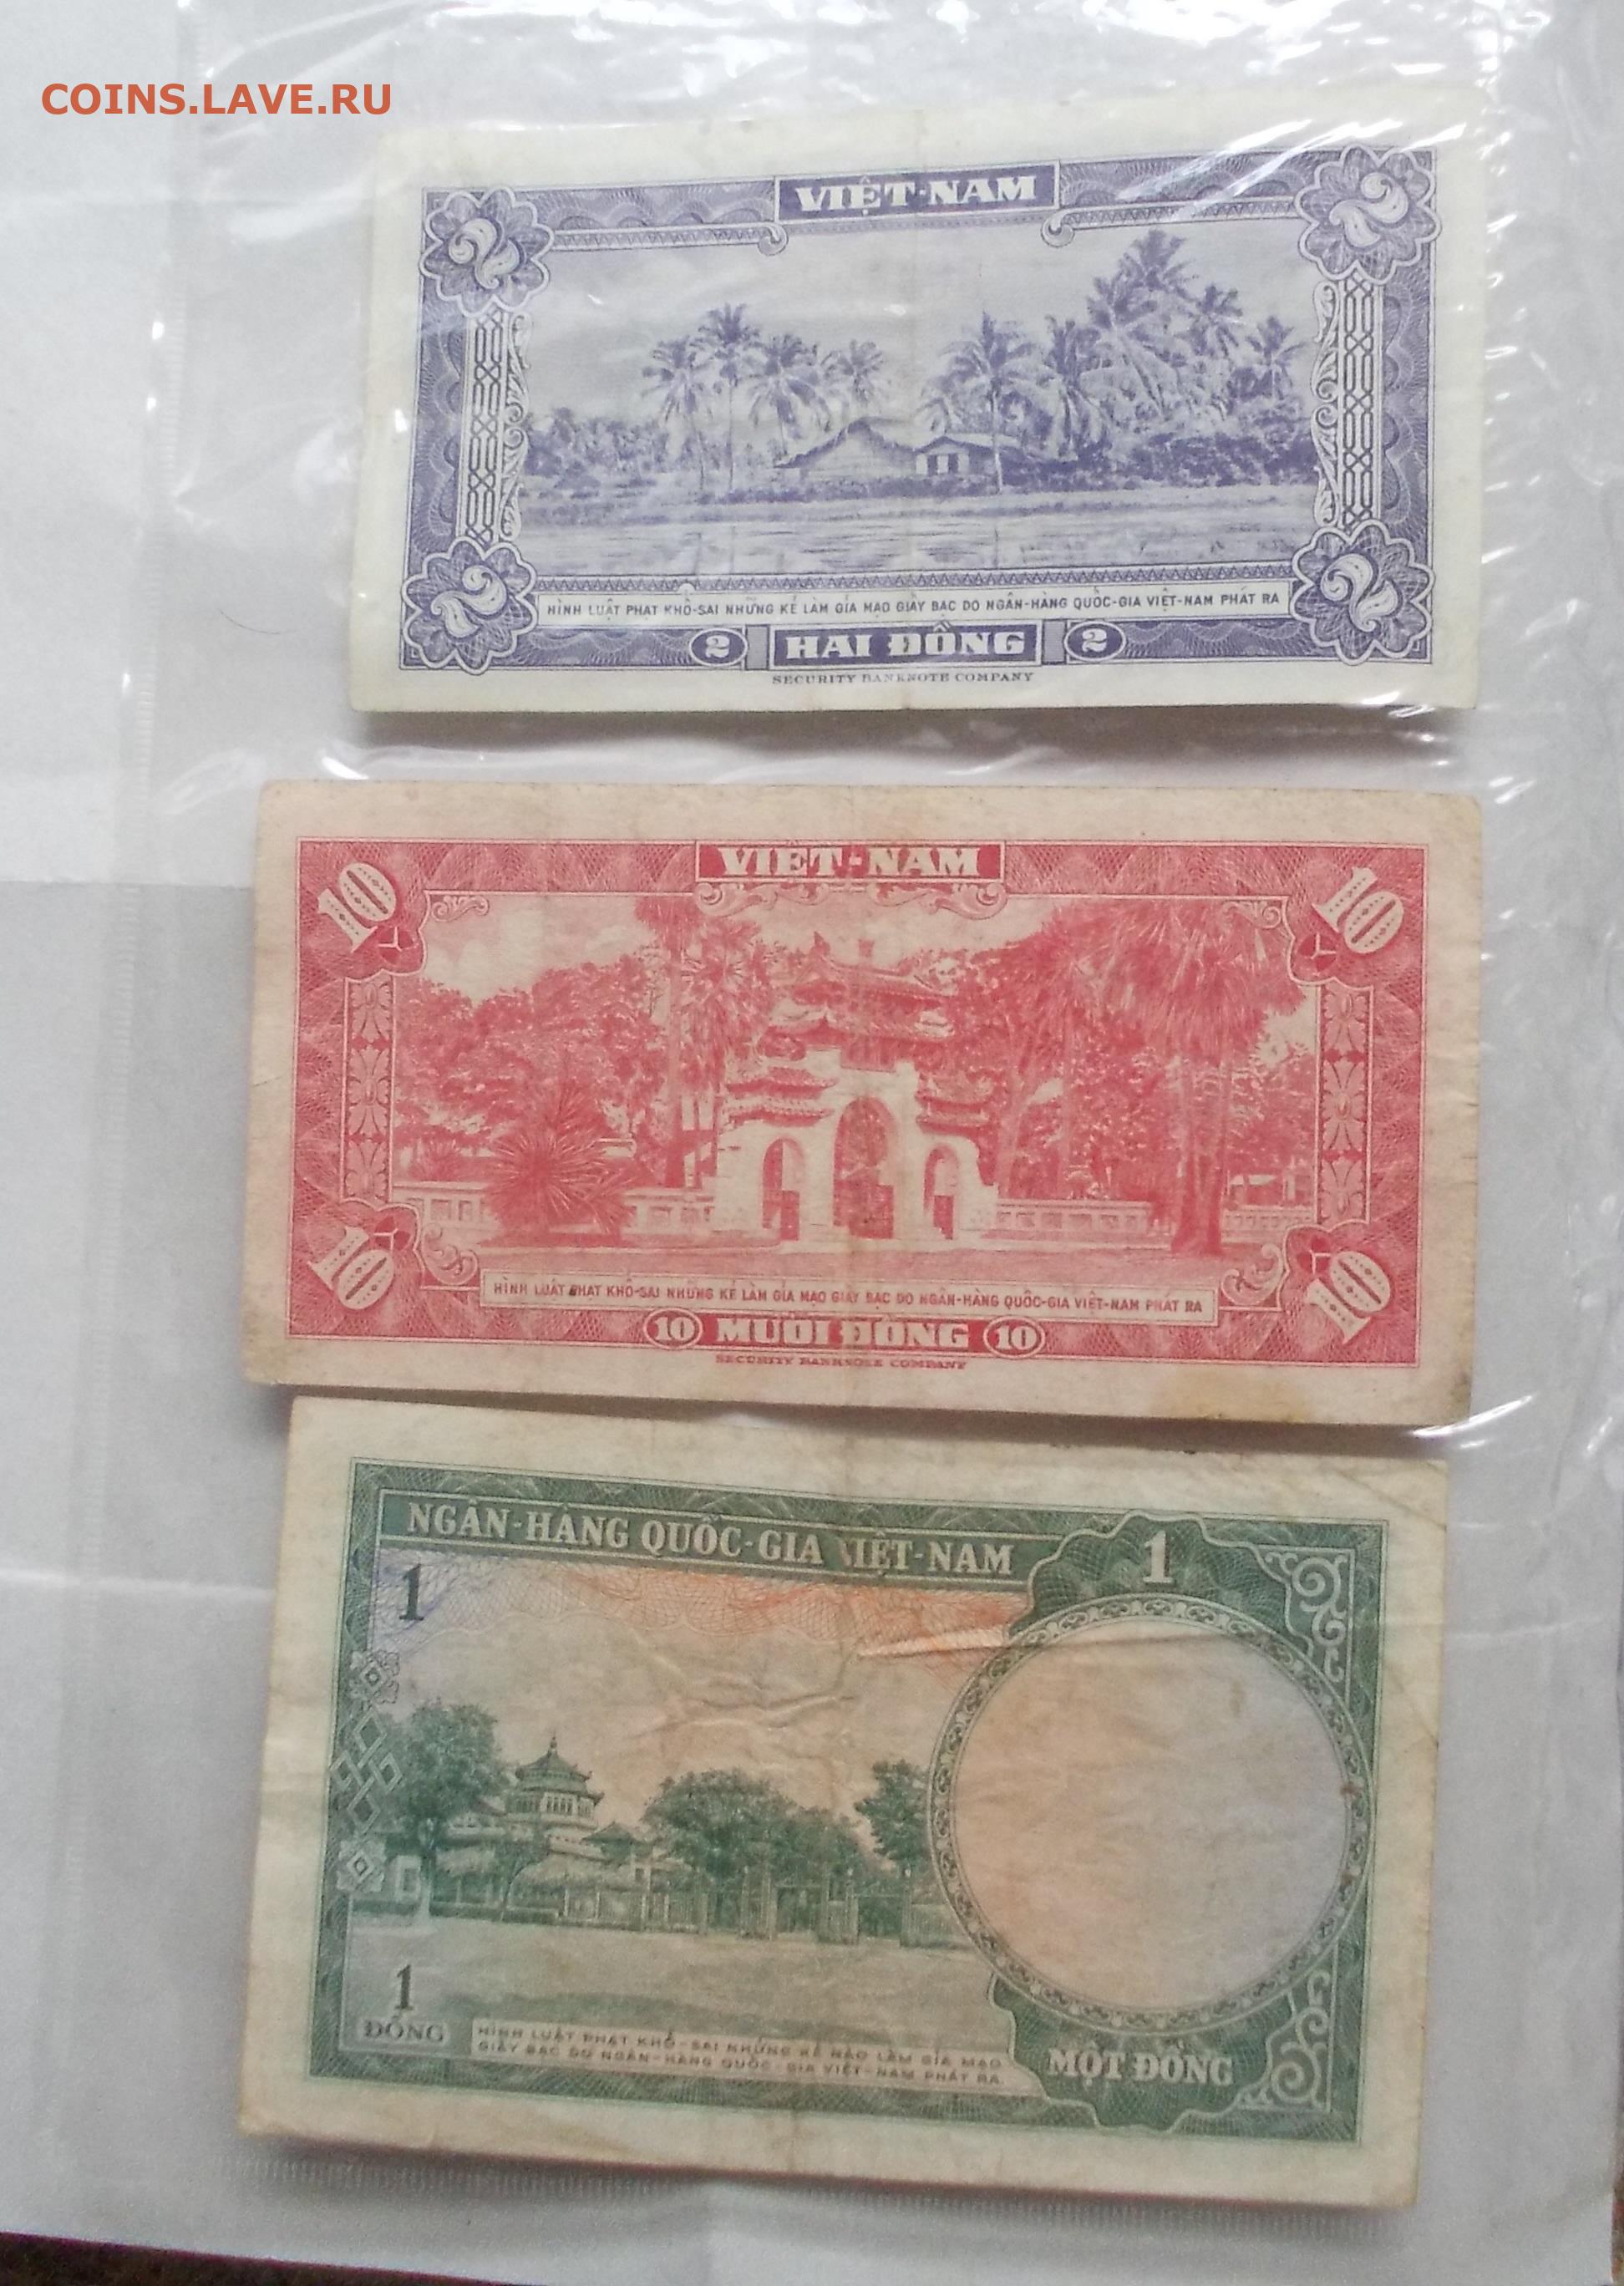 COINS.LAVE.RU
VIỆT-NAM
2 2
HÌNH LUẬT PHẠT KHỔ-SAI NHỮNG KẺ LÀM GIẢ MẠO GIẤY BẠC DO NGÂN-HÀNG QUỐC-GIA VIỆT-NAM PHÁT RA
2 2
2 HAI ĐỒNG 2
SECURITY BANKNOTE COMPANY
VIỆT-NAM
10 10
HÌNH LUẬT PHẠT KHỔ-SAI NHỮNG KẺ LÀM GIẢ MẠO GIẤY BẠC DO NGÂN-HÀNG QUỐC-GIA VIỆT-NAM PHÁT RA
10 10
10 MƯỜI ĐỒNG 10
SECURITY BANKNOTE COMPANY
NGÂN-HÀNG QUỐC-GIA VIỆT-NAM
1
1
1
ĐỒNG
HÌNH LUẬT PHẠT KHỔ-SAI NHỮNG KẺ NÀO LÀM GIẢ MẠO
GIẤY BẠC DO NGÂN-HÀNG QUỐC-GIA VIỆT-NAM PHÁT RA.
MỘT ĐỒNG